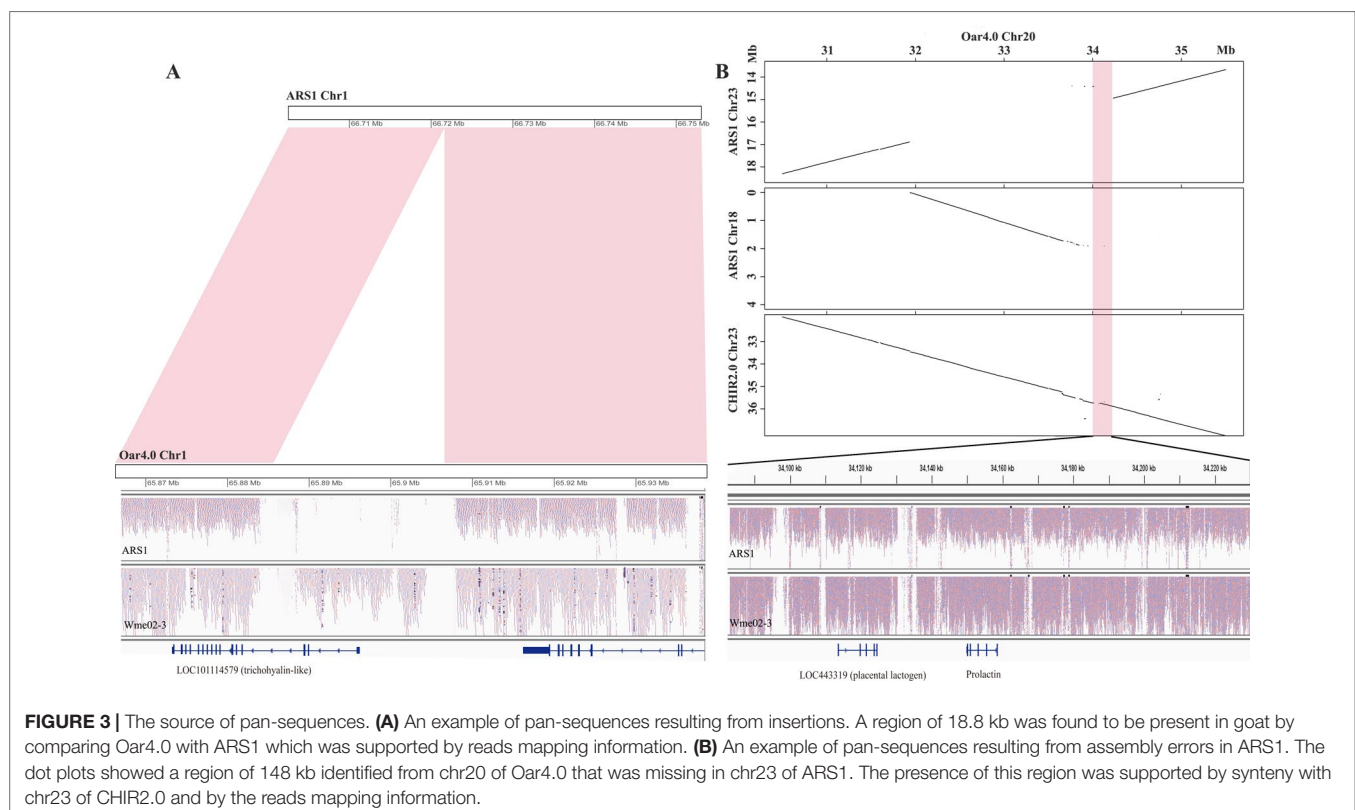 A
ARS1 Chr1
66.71 Mb 66.72 Mb 66.73 Mb 66.74 Mb 66.75 Mb
Oar4.0 Chr1
65.87 Mb 65.88 Mb 65.89 Mb 65.9 Mb 65.91 Mb 65.92 Mb 65.93 Mb
ARS1
Wme02-3
LOC101114579 (trichohyalin-like)
B
Oar4.0 Chr20
Mb 31 32 33 34 35 Mb
ARS1 Chr23
14
15
16
17
18
ARS1 Chr18
0
1
2
3
4
CHIR2.0 Chr23
33
34
35
36
34,100 kb 34,120 kb 34,140 kb 34,160 kb 34,180 kb 34,200 kb 34,220 kb
ARS1
Wme02-3
LOC443319 (placental lactogen) Prolactin
FIGURE 3 | The source of pan-sequences. (A) An example of pan-sequences resulting from insertions. A region of 18.8 kb was found to be present in goat by
comparing Oar4.0 with ARS1 which was supported by reads mapping information. (B) An example of pan-sequences resulting from assembly errors in ARS1. The
dot plots showed a region of 148 kb identified from chr20 of Oar4.0 that was missing in chr23 of ARS1. The presence of this region was supported by synteny with
chr23 of CHIR2.0 and by the reads mapping information.